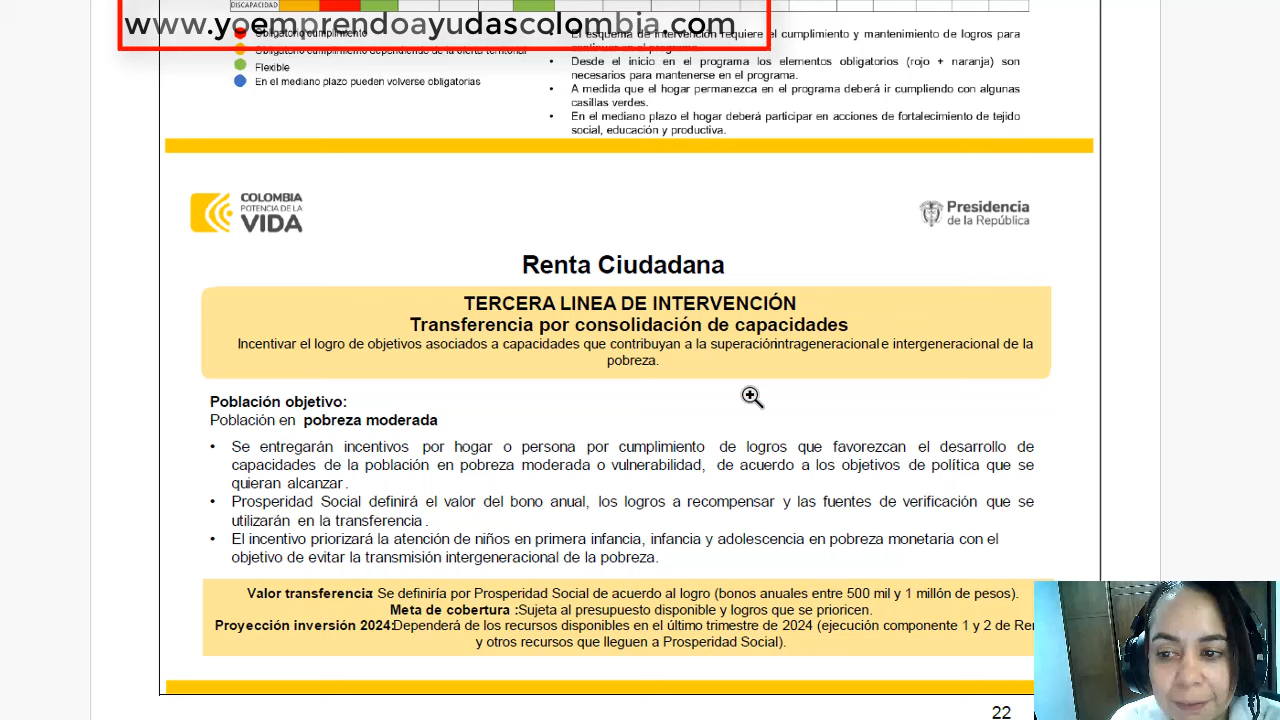 DISCAPACIDAD
www.yoemprendoayudascolombia.com
Obligatorio cumplimiento
Obligatorio cumplimiento dependiendo de la oferta territorial
Flexible
En el mediano plazo pueden volverse obligatorias
El esquema de intervención requiere el cumplimiento y mantenimiento de logros para
continuar en el programa.
• Desde el inicio en el programa los elementos obligatorios (rojo + naranja) son
necesarios para mantenerse en el programa.
• A medida que el hogar permanezca en el programa deberá ir cumpliendo con algunas
casillas verdes.
• En el mediano plazo el hogar deberá participar en acciones de fortalecimiento de tejido
social, educación y productiva.
COLOMBIA
POTENCIA DE LA
VIDA
Presidencia
de la República
Renta Ciudadana
TERCERA LINEA DE INTERVENCIÓN
Transferencia por consolidación de capacidades
Incentivar el logro de objetivos asociados a capacidades que contribuyan a la superaciónintrageneracional e intergeneracional de la
pobreza.
Población objetivo:
Población en pobreza moderada
• Se entregarán incentivos por hogar o persona por cumplimiento de logros que favorezcan el desarrollo de
capacidades de la población en pobreza moderada o vulnerabilidad, de acuerdo a los objetivos de política que se
quieran alcanzar.
• Prosperidad Social definirá el valor del bono anual, los logros a recompensar y las fuentes de verificación que se
utilizarán en la transferencia.
• El incentivo priorizará la atención de niños en primera infancia, infancia y adolescencia en pobreza monetaria con el
objetivo de evitar la transmisión intergeneracional de la pobreza.
Valor transferencia: Se definiría por Prosperidad Social de acuerdo al logro (bonos anuales entre 500 mil y 1 millón de pesos).
Meta de cobertura :Sujeta al presupuesto disponible y logros que se prioricen.
Proyección inversión 2024:Dependerá de los recursos disponibles en el último trimestre de 2024 (ejecución componente 1 y 2 de Ren
y otros recursos que lleguen a Prosperidad Social).
22